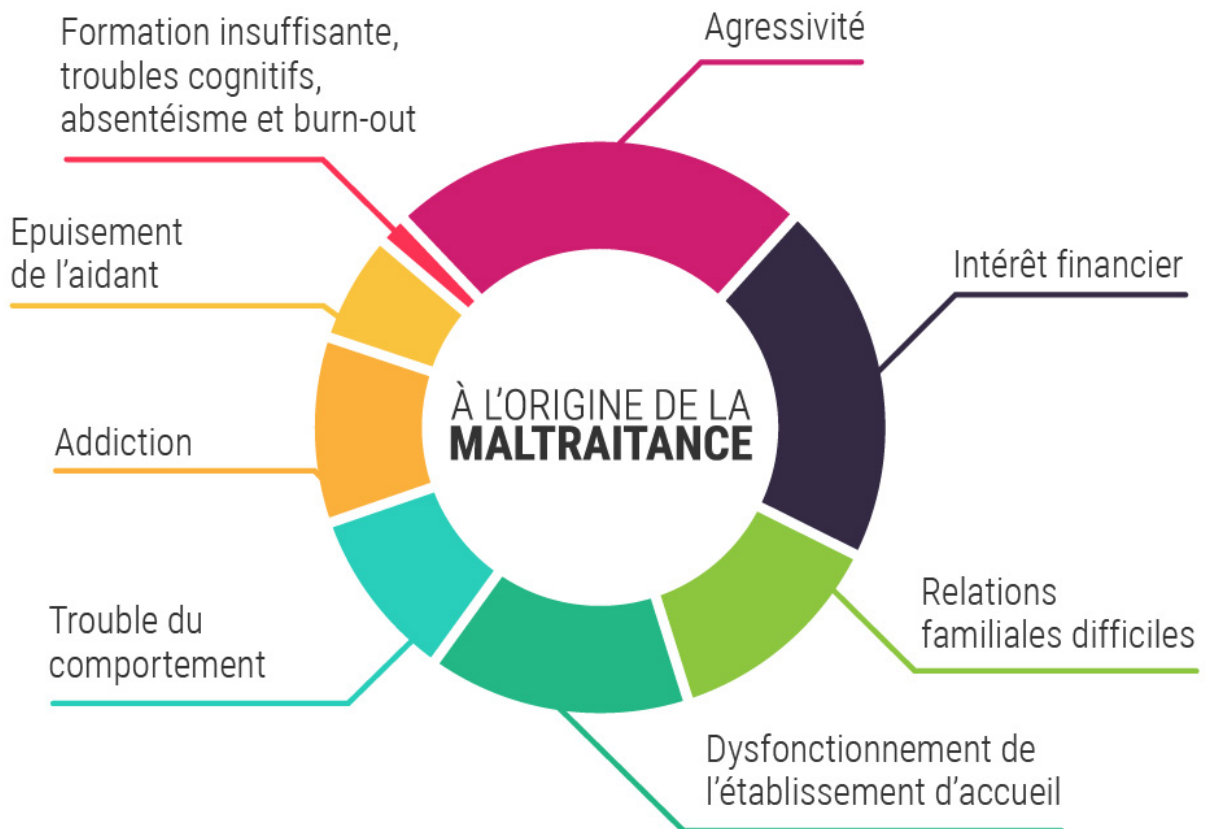 Formation insuffisante,
troubles cognitifs,
absentéisme et burn-out
Agressivité
Epuisement
de l'aidant
Intérêt financier
À L'ORIGINE DE LA
MALTRAITANCE
Addiction
Relations
familiales difficiles
Trouble du
comportement
Dysfonctionnement de
l'établissement d'accueil